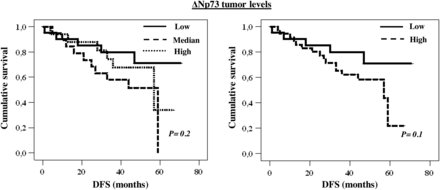 ΔNp73 tumor levels
Cumulative survival
1,0
0,8
0,6
0,4
0,2
0,0
Low
Median
High
P= 0.2
0
20
40
60
80
DFS (months)
Cumulative survival
1,0
0,8
0,6
0,4
0,2
0,0
Low
High
P= 0.1
0
20
40
60
80
DFS (months)